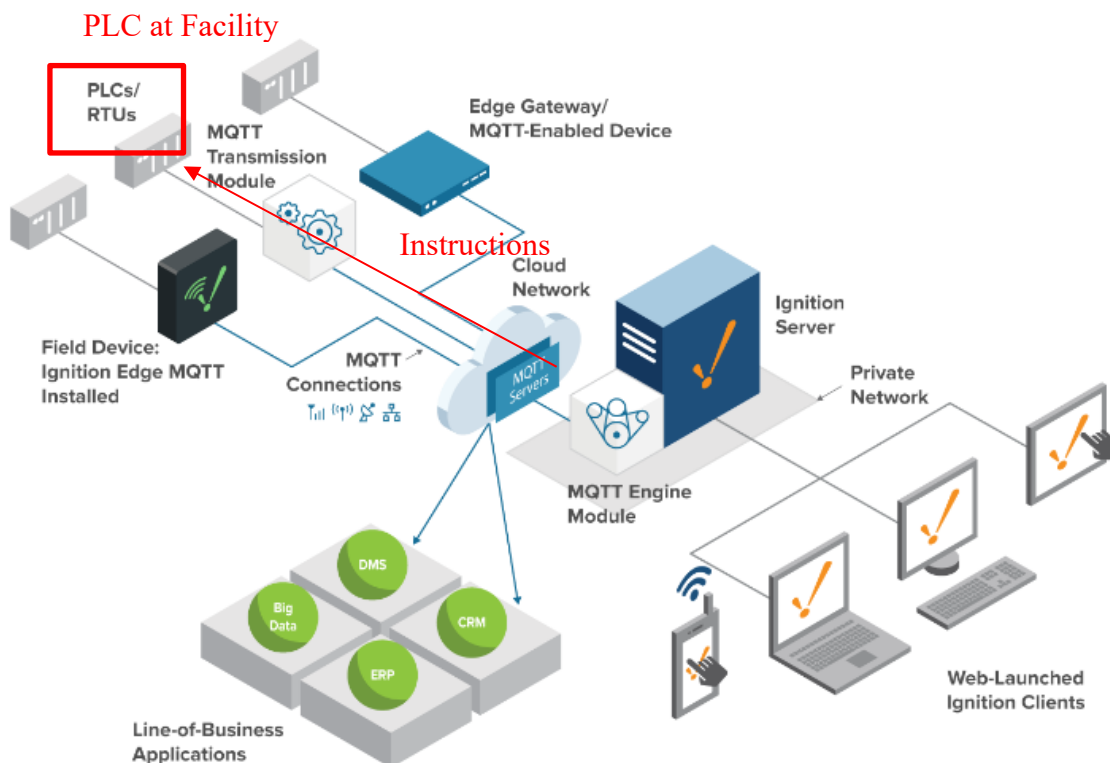 PLC at Facility
PLCs/
RTUs
MQTT
Transmission
Module
Edge Gateway/
MQTT-Enabled Device
Instructions
Cloud
Network
Ignition
Server
Field Device:
Ignition Edge MQTT
Installed
MQTT
Connections
MQTT
Servers
Private
Network
MQTT Engine
Module
DMS
Big
Data
CRM
ERP
Line-of-Business
Applications
Web-Launched
Ignition Clients